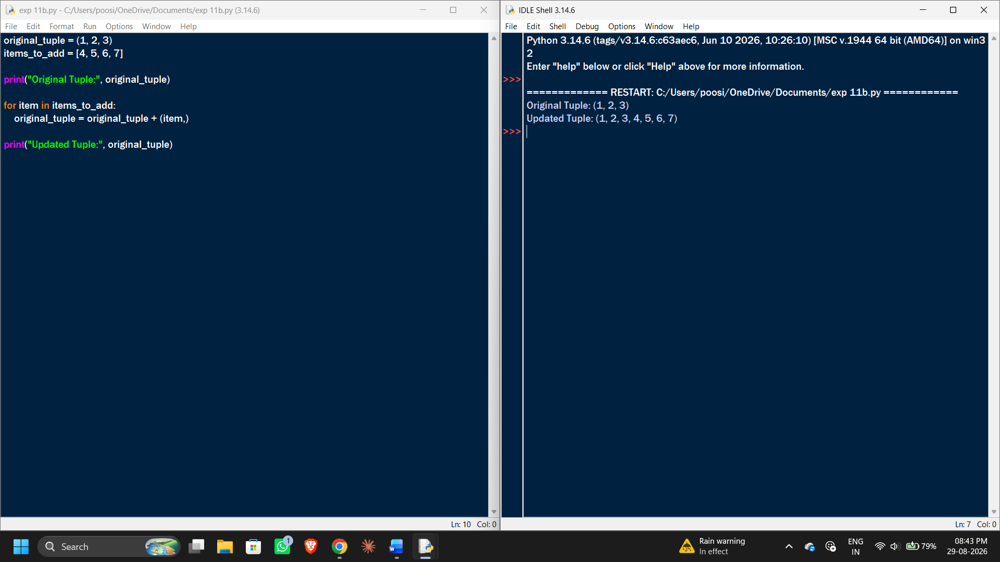 exp 11b.py - C:/Users/poosi/OneDrive/Documents/exp 11b.py (3.14.6)
File Edit Format Run Options Window Help
original_tuple = (1, 2, 3)
items_to_add = [4, 5, 6, 7]
print("Original Tuple:", original_tuple)
for item in items_to_add:
    original_tuple = original_tuple + (item,)
print("Updated Tuple:", original_tuple)
Ln: 10 Col: 0
IDLE Shell 3.14.6
File Edit Shell Debug Options Window Help
Python 3.14.6 (tags/v3.14.6:c63aec6, Jun 10 2026, 10:26:10) [MSC v.1944 64 bit (AMD64)] on win3
2
Enter "help" below or click "Help" above for more information.
>>>
============= RESTART: C:/Users/poosi/OneDrive/Documents/exp 11b.py ============
Original Tuple: (1, 2, 3)
Updated Tuple: (1, 2, 3, 4, 5, 6, 7)
>>>
Ln: 7 Col: 0
Search
1
W
Rain warning
In effect
ENG
IN
79%
08:43 PM
29-08-2026